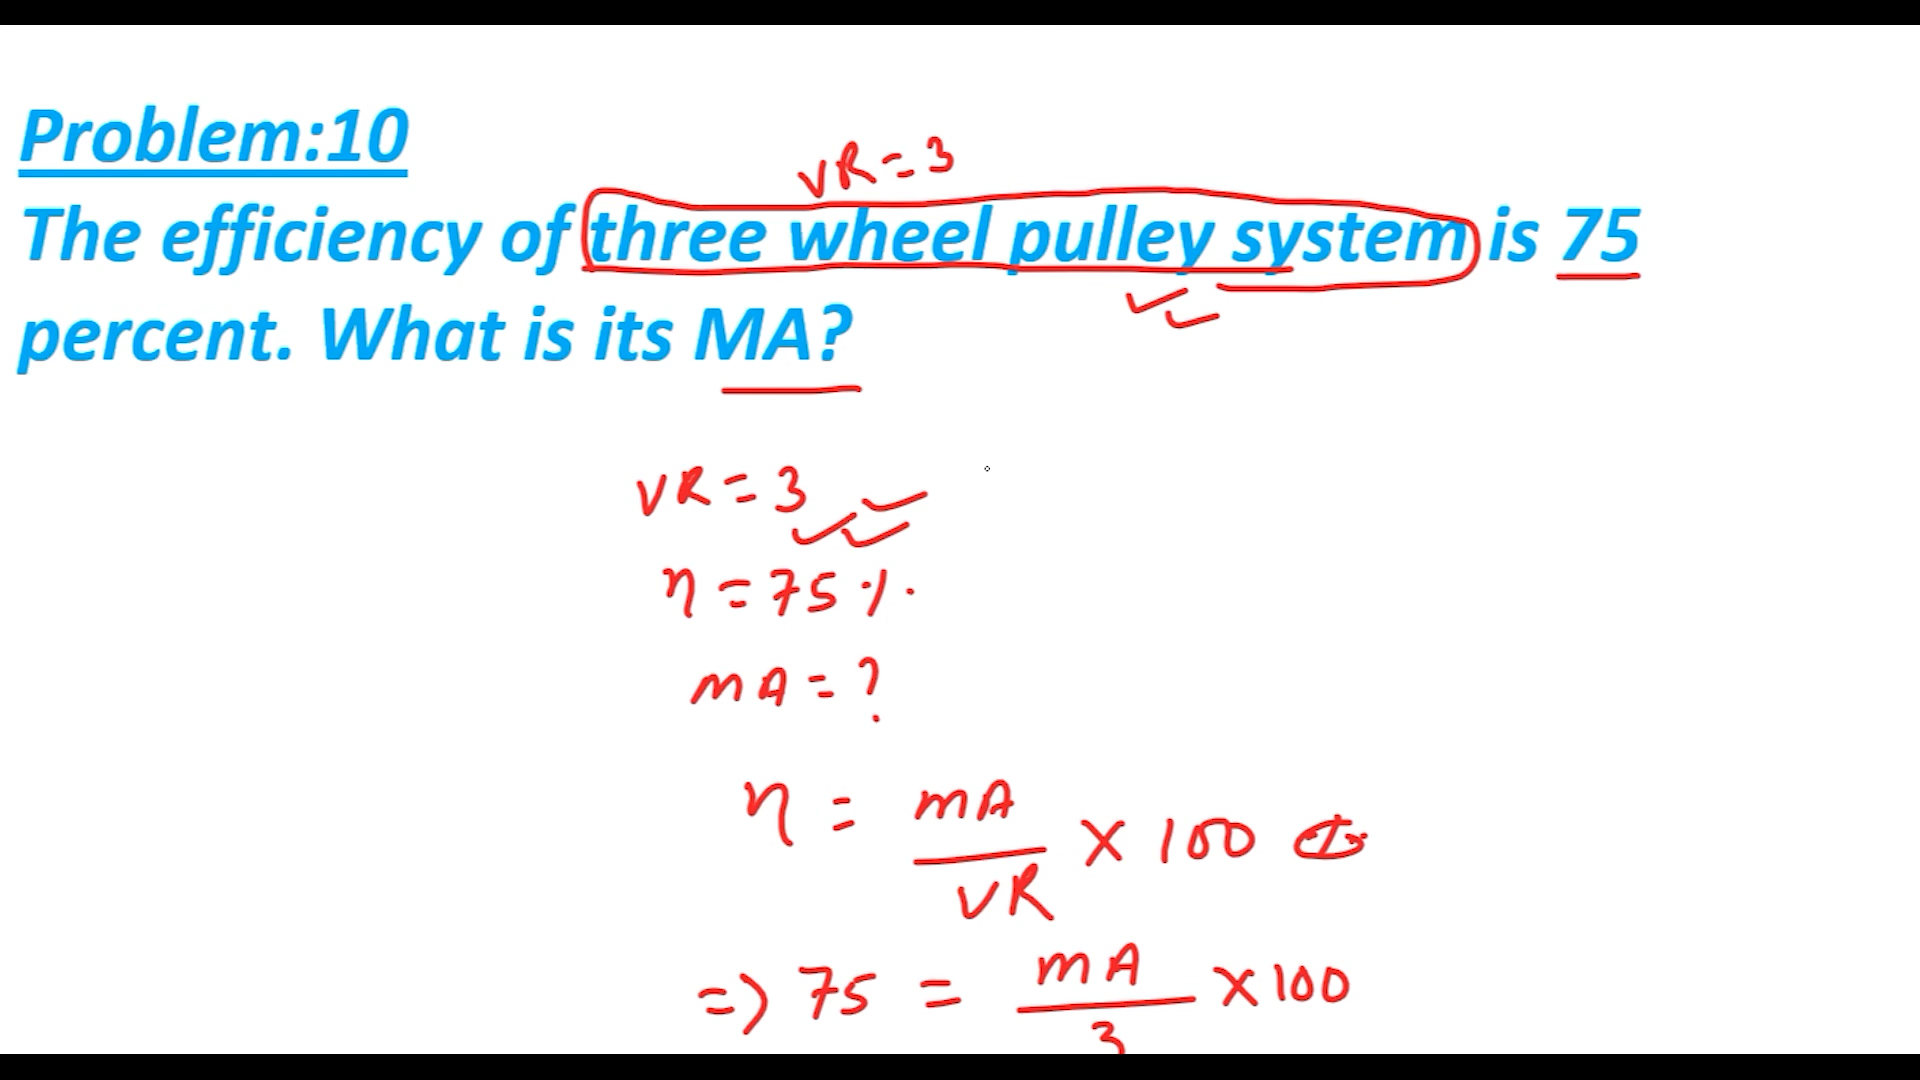 Problem:10
VR = 3
The efficiency of three wheel pulley system is 75
percent. What is its MA?
VR = 3
η = 75 %.
MA = ?
η = MA / VR × 100
=> 75 = MA / 3 × 100